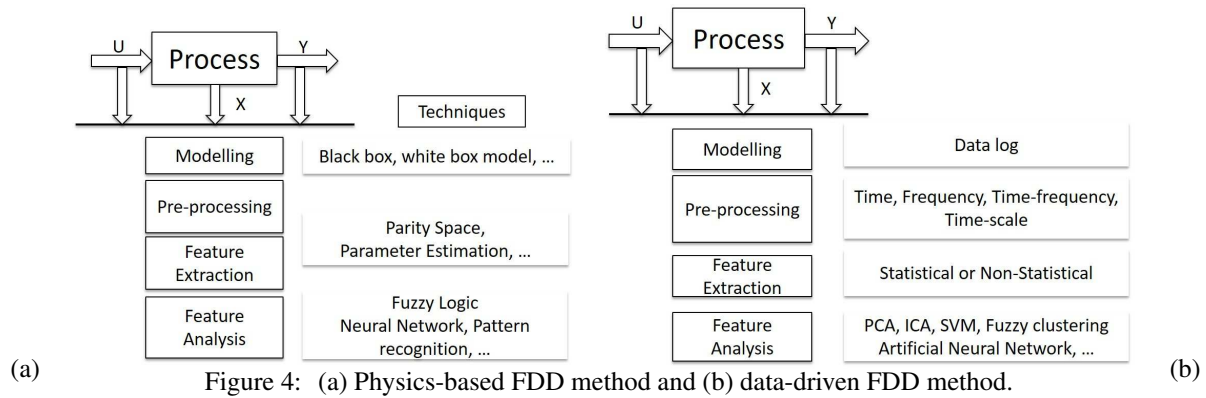 U
Process
Y
X
Techniques
Modelling
Black box, white box model, ...
Pre-processing
Parity Space,
Parameter Estimation, ...
Feature
Extraction
Feature
Analysis
Fuzzy Logic
Neural Network, Pattern
recognition, ...
(a)
U
Process
Y
X
Modelling
Data log
Pre-processing
Time, Frequency, Time-frequency,
Time-scale
Feature
Extraction
Statistical or Non-Statistical
Feature
Analysis
PCA, ICA, SVM, Fuzzy clustering
Artificial Neural Network, ...
(b)
Figure 4: (a) Physics-based FDD method and (b) data-driven FDD method.